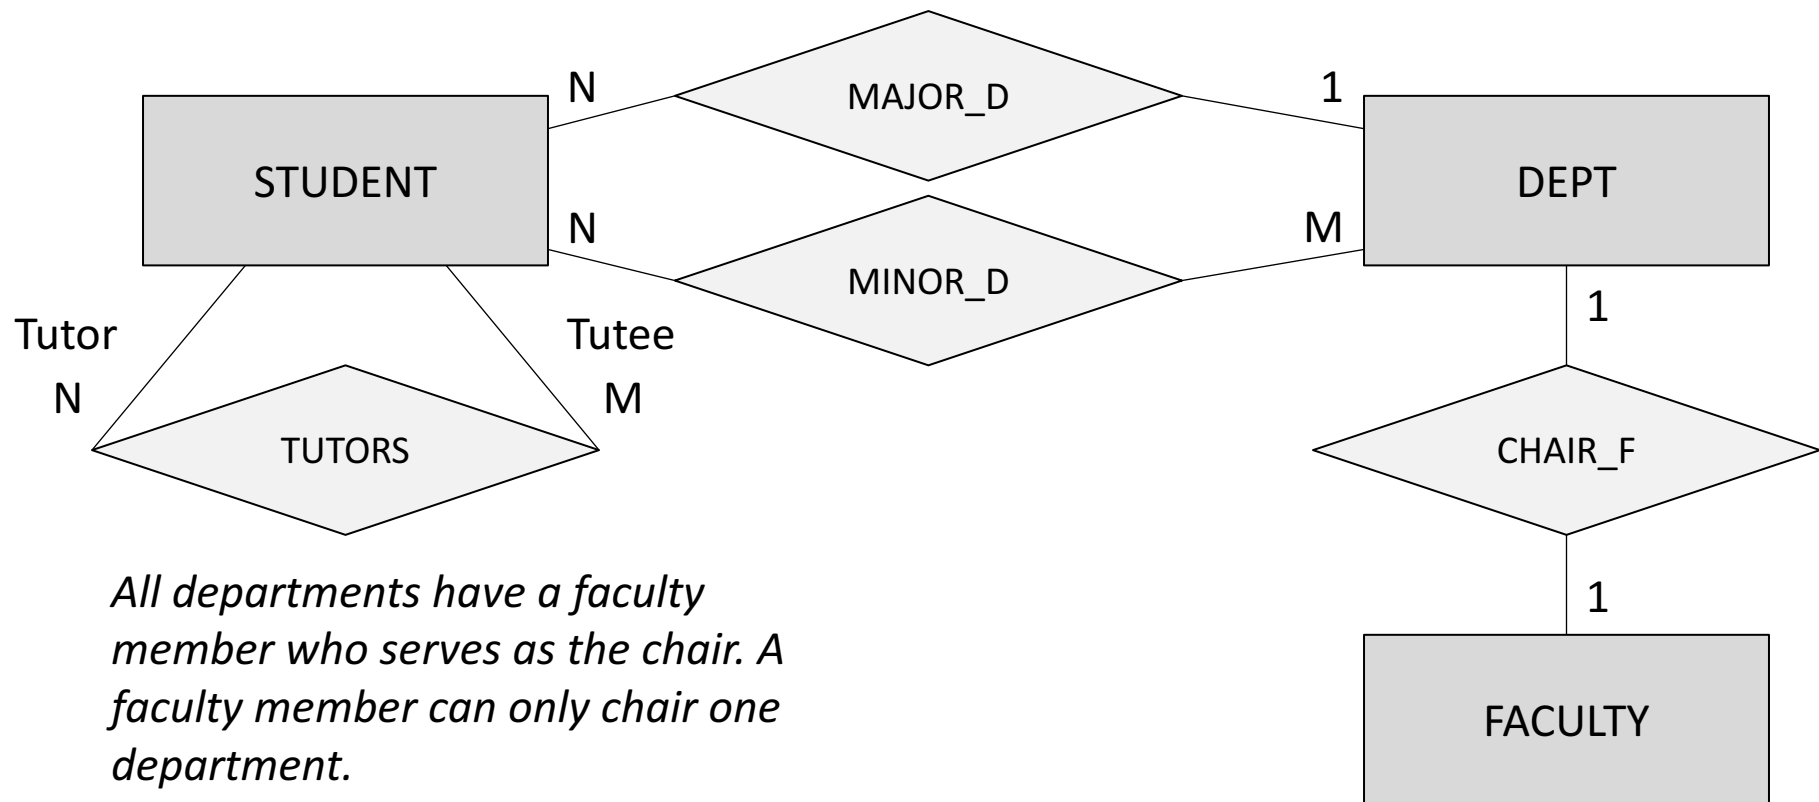 N
MAJOR_D
1
STUDENT
DEPT
N
M
MINOR_D
1
Tutor
Tutee
N
M
TUTORS
CHAIR_F
All departments have a faculty
member who serves as the chair. A
faculty member can only chair one
department.
1
FACULTY